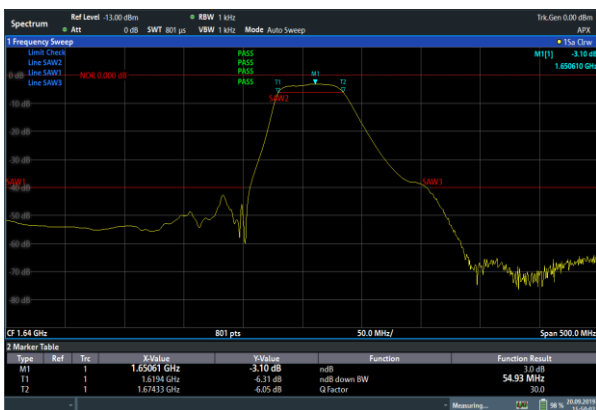 Spectrum Ref Level -13.00 dBm RBW 1 kHz Trk.Gen 0.00 dBm
Att 0 dB SWT 801 µs VBW 1 kHz Mode Auto Sweep APX
1 Frequency Sweep 1Sa Clrw
Limit Check PASS M1[1] -3.10 dB
Line SAW2 PASS 1.650610 GHz
Line SAW1 PASS
Line SAW3 PASS
0 dB NDR 0.000 dB
T1 M1 T2
SAW2
-10 dB
-20 dB
-30 dB
SAW1 SAW3
-40 dB
-50 dB
-60 dB
-70 dB
-80 dB
CF 1.64 GHz 801 pts 50.0 MHz/ Span 500.0 MHz
2 Marker Table
Type Ref Trc X-Value Y-Value Function Function Result
M1 1 1.65061 GHz -3.10 dB ndB 3.0 dB
T1 1 1.6194 GHz -6.31 dB ndB down BW 54.93 MHz
T2 1 1.67433 GHz -6.05 dB Q Factor 30.0
Measuring... 98 % 20.09.2019